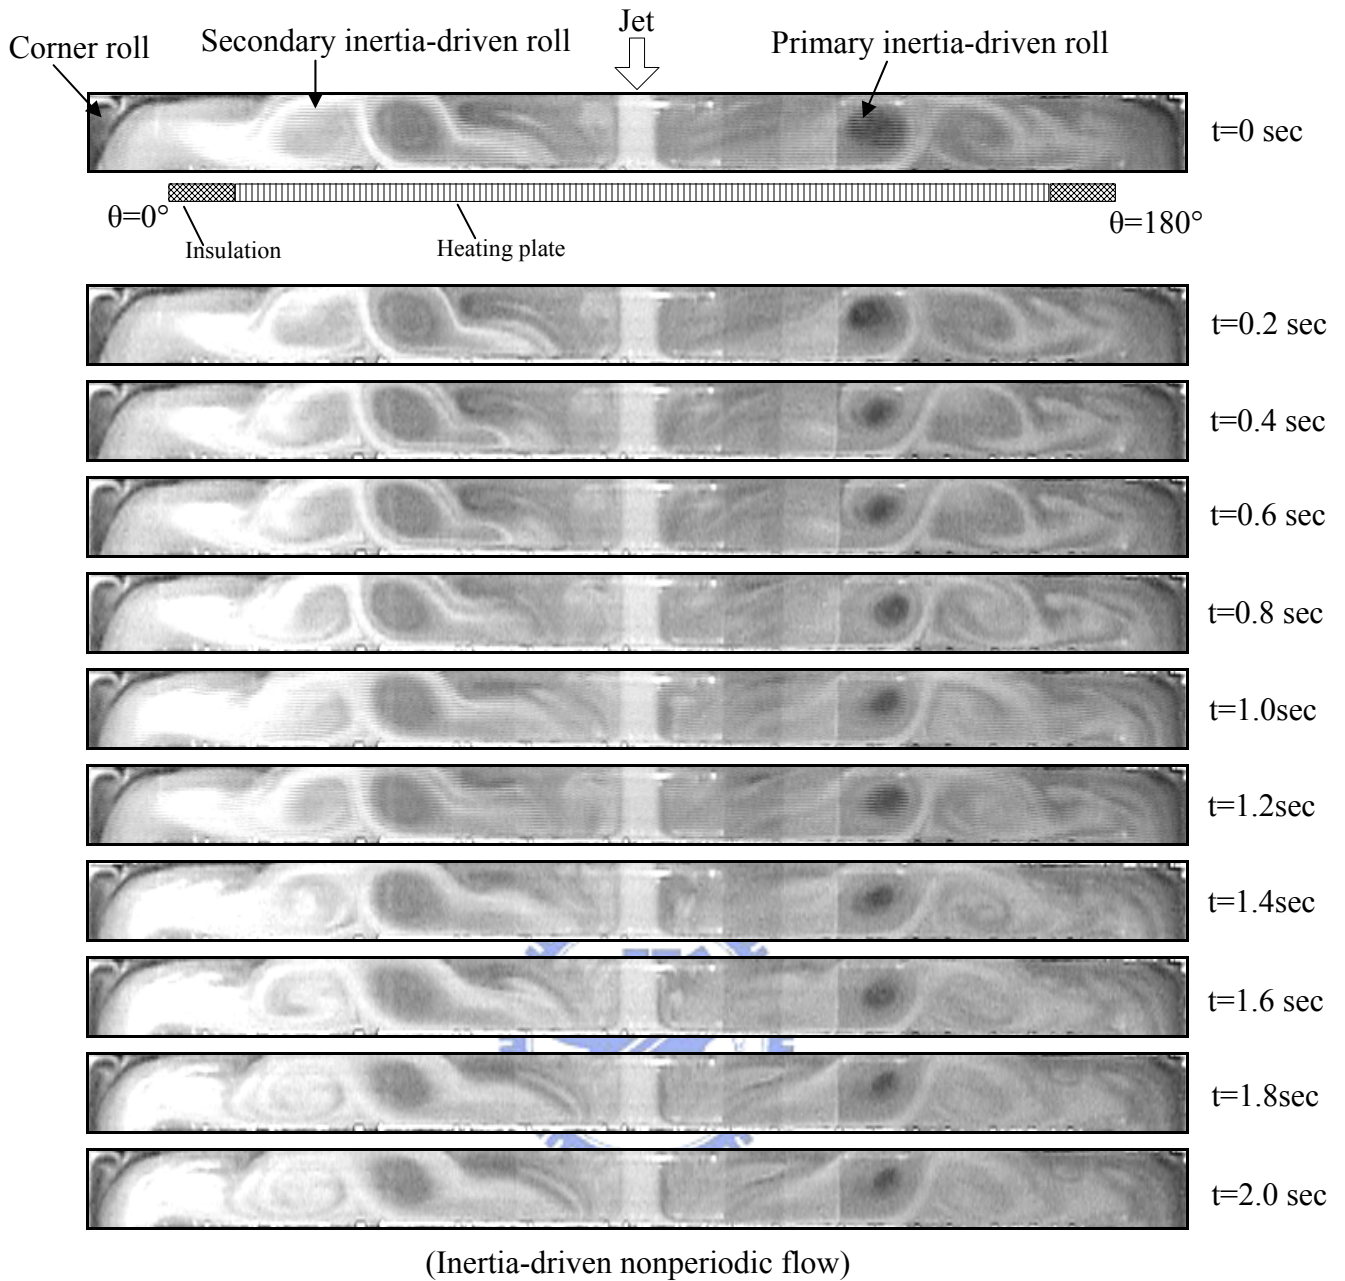 Jet
Corner roll
Secondary inertia-driven roll
Primary inertia-driven roll
t=0 sec
θ=0°
θ=180°
Insulation
Heating plate
t=0.2 sec
t=0.4 sec
t=0.6 sec
t=0.8 sec
t=1.0sec
t=1.2sec
t=1.4sec
t=1.6 sec
t=1.8sec
t=2.0 sec
(Inertia-driven nonperiodic flow)